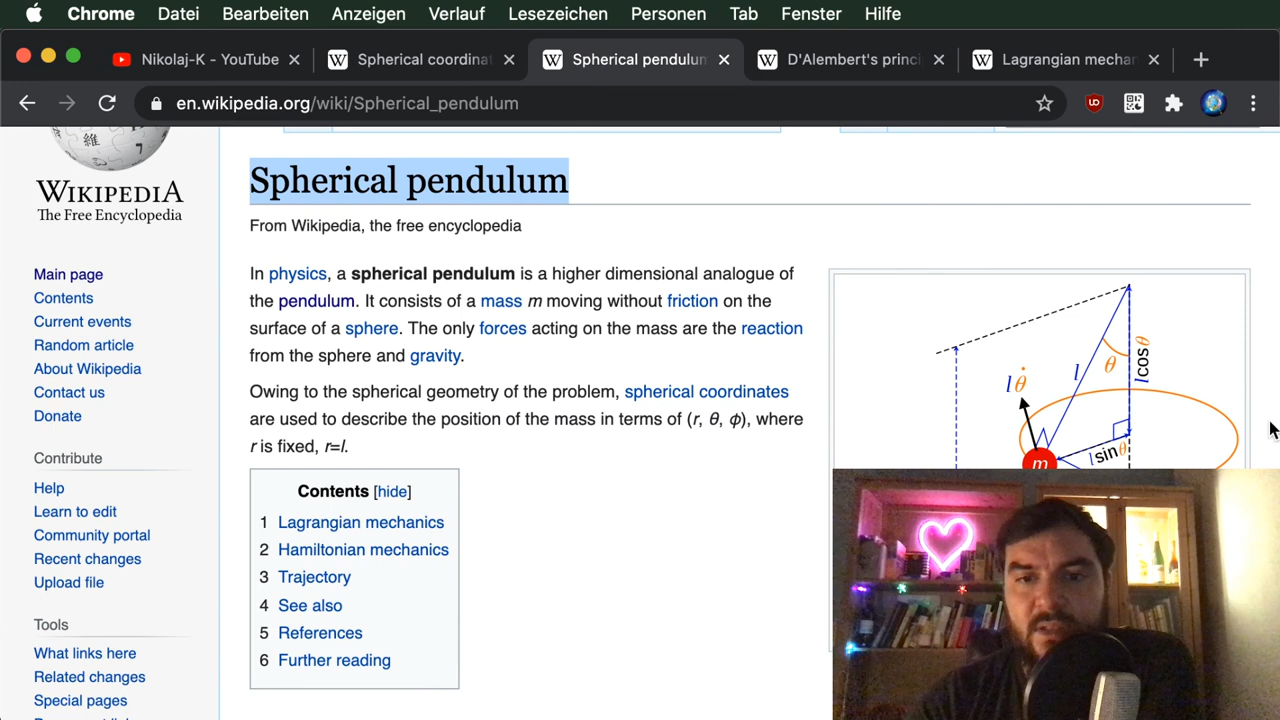 Chrome Datei Bearbeiten Anzeigen Verlauf Lesezeichen Personen Tab Fenster Hilfe
Nikolaj-K - YouTube Spherical coordinat Spherical pendulum D'Alembert's princi Lagrangian mechan
en.wikipedia.org/wiki/Spherical_pendulum
維
WIKIPEDIA
The Free Encyclopedia
Main page
Contents
Current events
Random article
About Wikipedia
Contact us
Donate
Contribute
Help
Learn to edit
Community portal
Recent changes
Upload file
Tools
What links here
Related changes
Special pages
Spherical pendulum
From Wikipedia, the free encyclopedia
In physics, a spherical pendulum is a higher dimensional analogue of
the pendulum. It consists of a mass m moving without friction on the
surface of a sphere. The only forces acting on the mass are the reaction
from the sphere and gravity.
Owing to the spherical geometry of the problem, spherical coordinates
are used to describe the position of the mass in terms of (r, θ, φ), where
r is fixed, r=l.
Contents [hide]
1 Lagrangian mechanics
2 Hamiltonian mechanics
3 Trajectory
4 See also
5 References
6 Further reading
l θ̇
l
θ
l cos θ
l sin θ
m